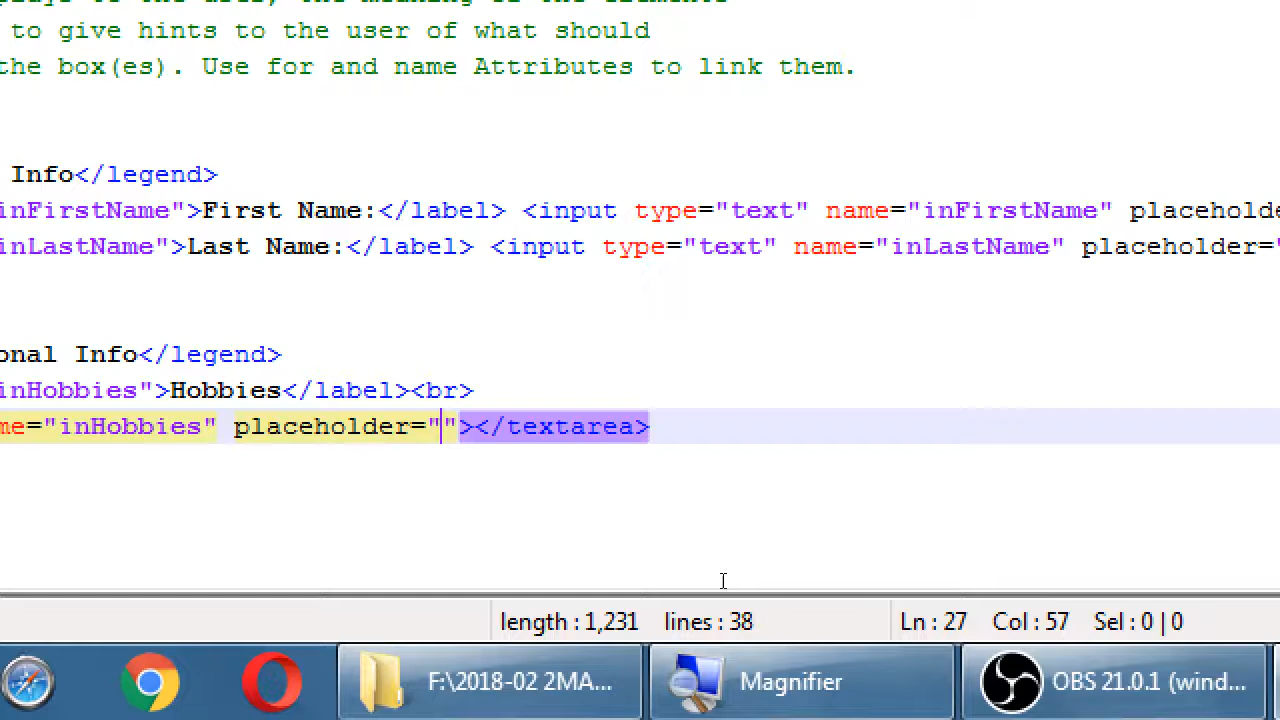 to give hints to the user of what should
the box(es). Use for and name Attributes to link them.
Info</legend>
inFirstName">First Name:</label> <input type="text" name="inFirstName" placeholde
inLastName">Last Name:</label> <input type="text" name="inLastName" placeholder="
onal Info</legend>
inHobbies">Hobbies</label><br>
me="inHobbies" placeholder=""></textarea>
length : 1,231 lines : 38 Ln : 27 Col : 57 Sel : 0 | 0
F:\2018-02 2MA... Magnifier OBS 21.0.1 (wind...